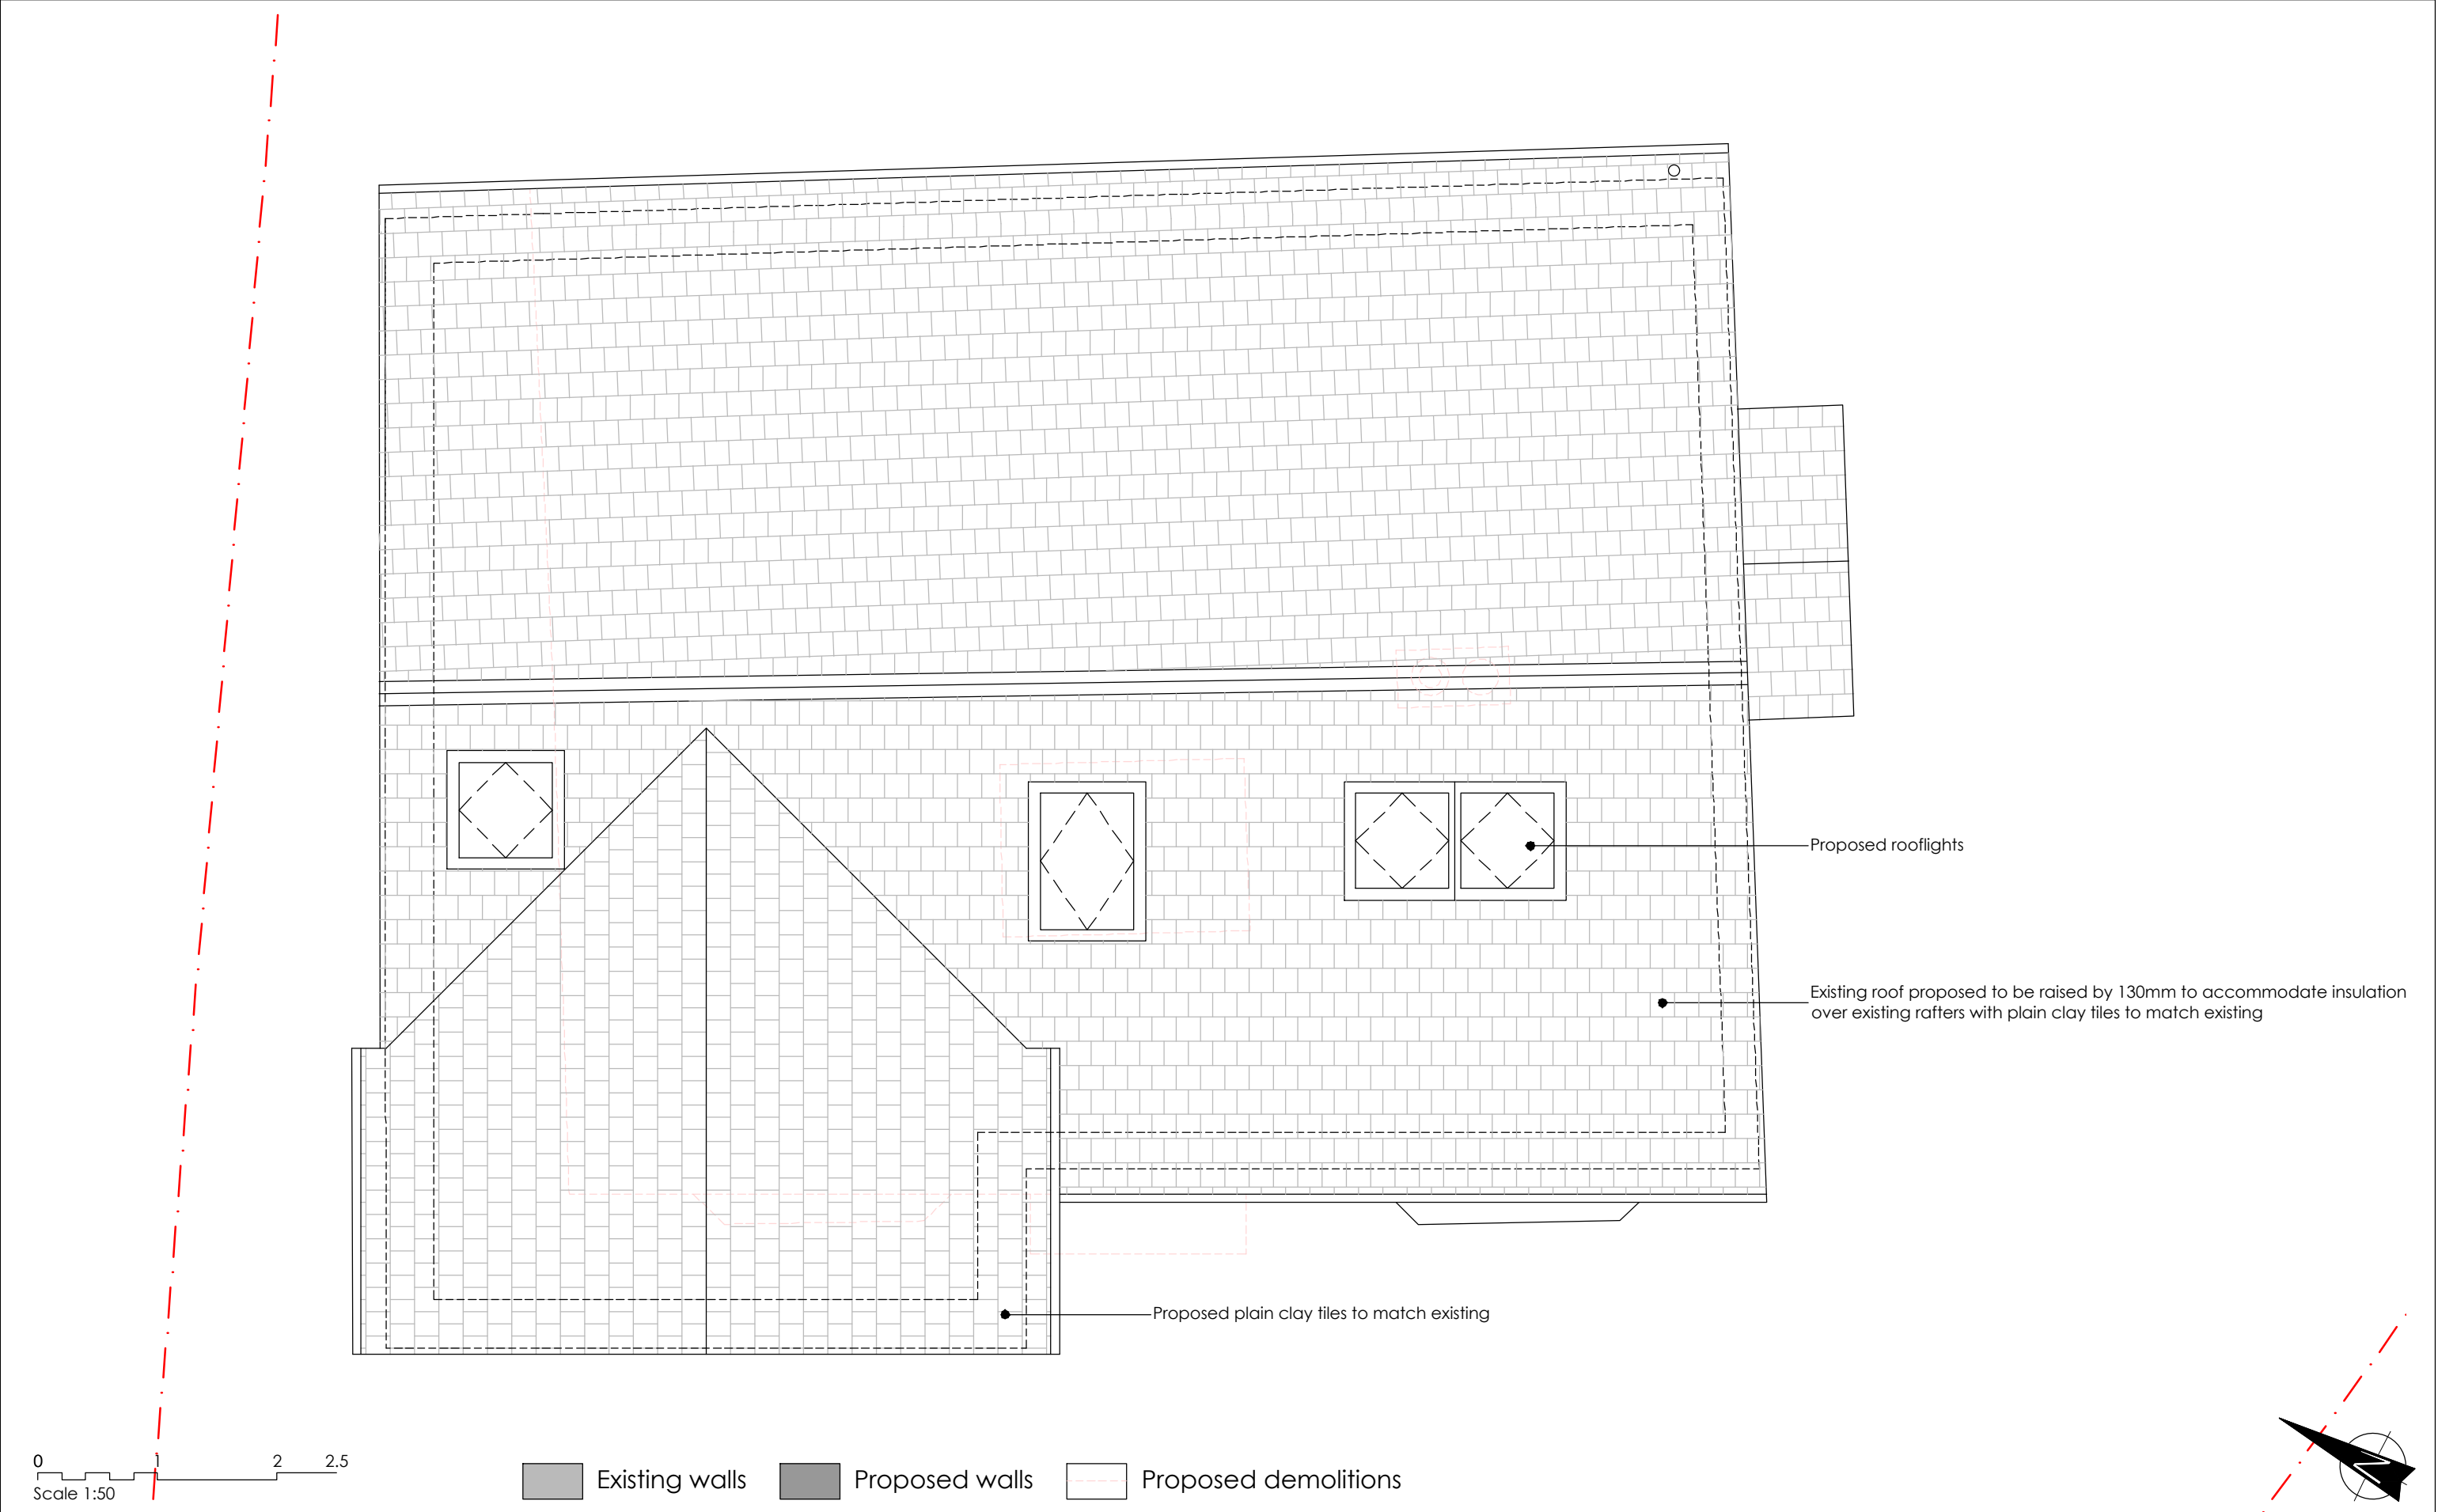 Proposed rooflights
Existing roof proposed to be raised by 130mm to accommodate insulation
over existing rafters with plain clay tiles to match existing
Proposed plain clay tiles to match existing
0 1 2 2.5
Scale 1:50
Existing walls
Proposed walls
Proposed demolitions
N